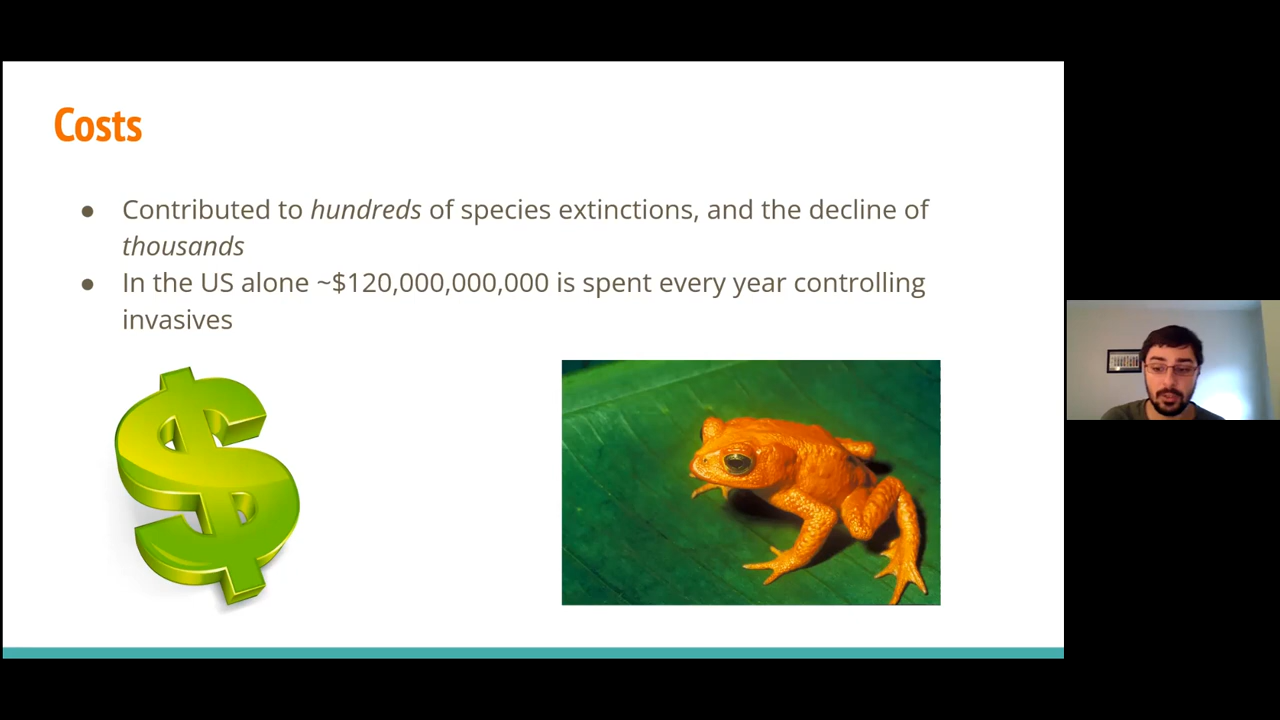 Costs
● Contributed to hundreds of species extinctions, and the decline of
thousands
● In the US alone ~$120,000,000,000 is spent every year controlling
invasives